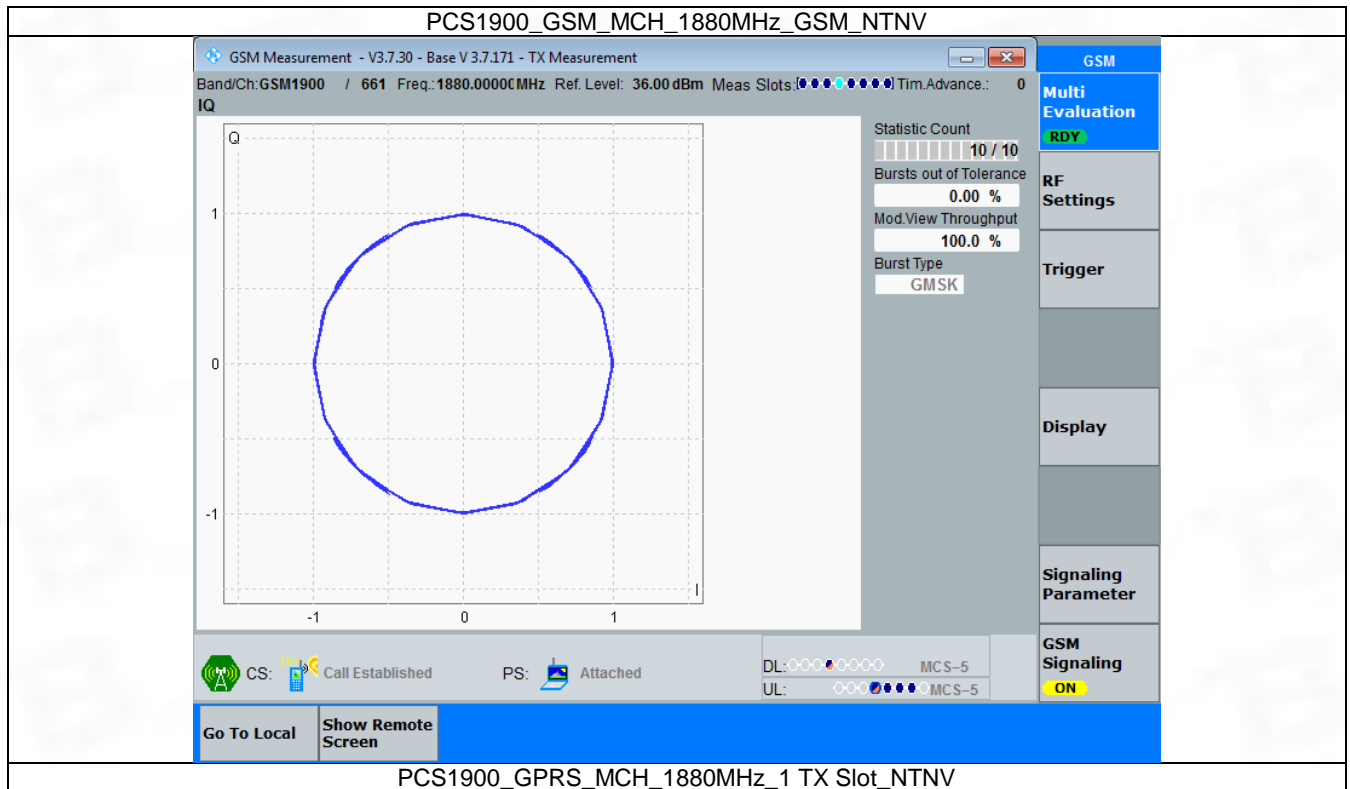 PCS1900_GSM_MCH_1880MHz_GSM_NTNV
GSM Measurement - V3.7.30 - Base V 3.7.171 - TX Measurement
GSM
Band/Ch:GSM1900 / 661 Freq.:1880.00000MHz Ref. Level: 36.00 dBm Meas Slots: Tim.Advance.: 0
IQ
Multi
Evaluation
RDY
Q
Statistic Count
10 / 10
Bursts out of Tolerance
0.00 %
Mod.View Throughput
100.0 %
Burst Type
GMSK
RF
Settings
Trigger
Display
Signaling
Parameter
GSM
Signaling
ON
1
0
-1
I
-1 0 1
CS: Call Established PS: Attached
DL: MCS-5
UL: MCS-5
Go To Local
Show Remote
Screen
PCS1900_GPRS_MCH_1880MHz_1 TX Slot_NTNV